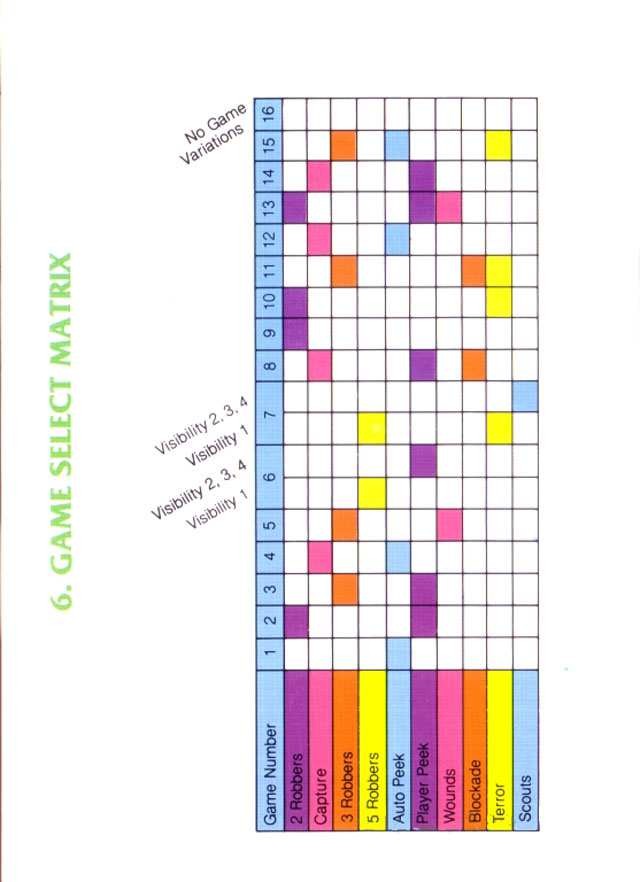 6. GAME SELECT MATRIX
Visibility 1
Visibility 2, 3, 4
Visibility 1
Visibility 2, 3, 4
No Game
Variations
Game Number 1 2 3 4 5 6 7 8 9 10 11 12 13 14 15 16
2 Robbers
Capture
3 Robbers
5 Robbers
Auto Peek
Player Peek
Wounds
Blockade
Terror
Scouts